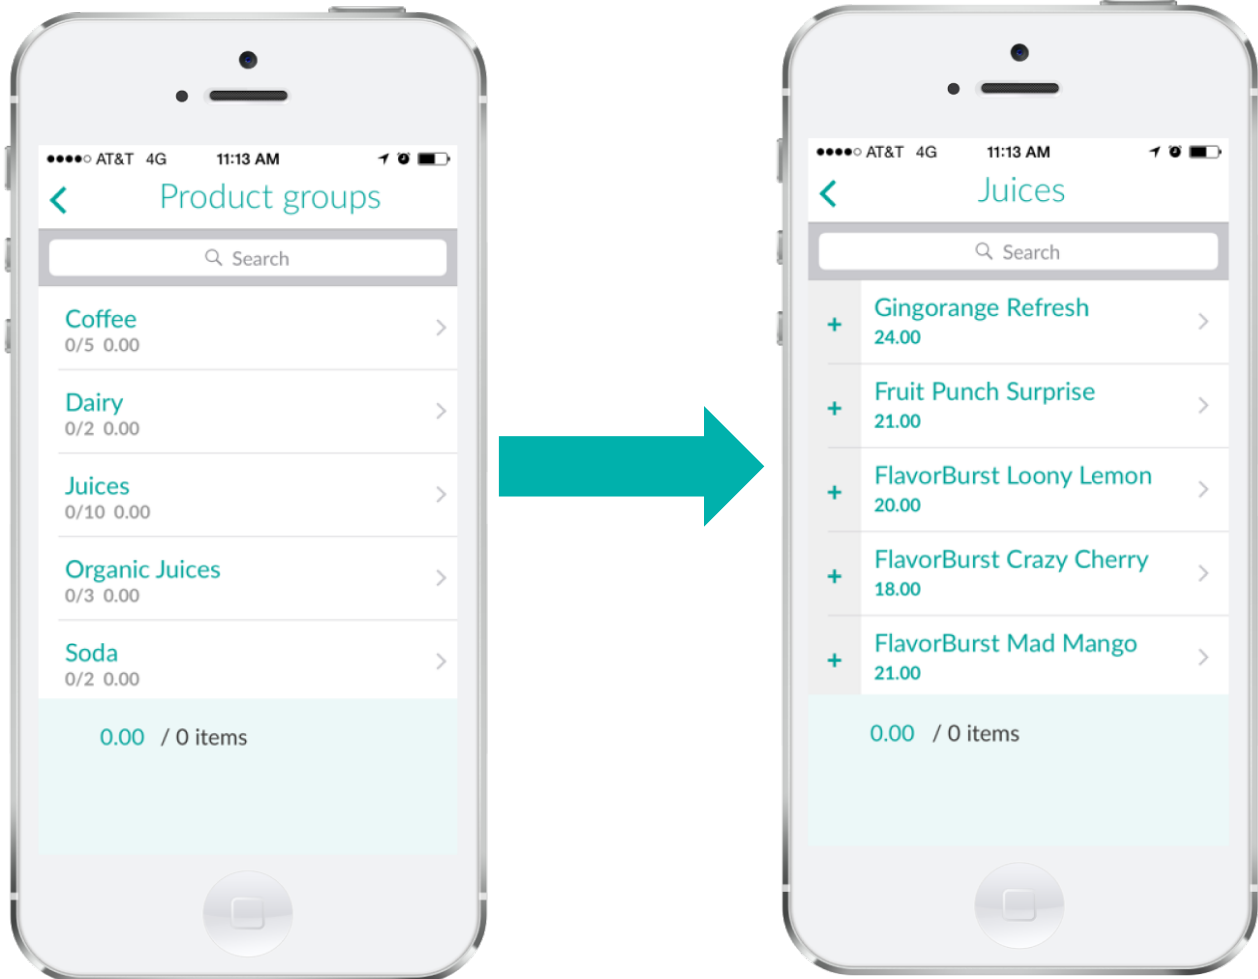 AT&T 4G 11:13 AM
Product groups
Search
Coffee
0/5 0.00
Dairy
0/2 0.00
Juices
0/10 0.00
Organic Juices
0/3 0.00
Soda
0/2 0.00
0.00 / 0 items
AT&T 4G 11:13 AM
Juices
Search
+ Gingorange Refresh
24.00
+ Fruit Punch Surprise
21.00
+ FlavorBurst Loony Lemon
20.00
+ FlavorBurst Crazy Cherry
18.00
+ FlavorBurst Mad Mango
21.00
0.00 / 0 items